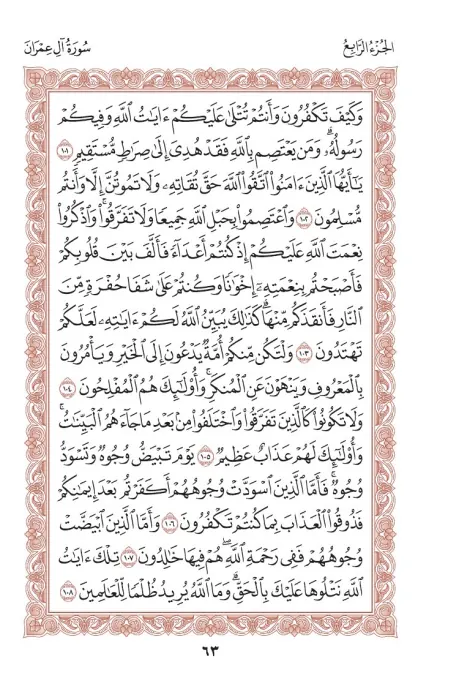 الجزء الرابع
سورة آل عمران
وَكَيْفَ تَكْفُرُونَ وَأَنتُمْ تُتْلَىٰ عَلَيْكُمْ ءَايَٰتُ ٱللَّهِ وَفِيكُمْ
رَسُولُهُۥ ۗ وَمَن يَعْتَصِم بِٱللَّهِ فَقَدْ هُدِىَ إِلَىٰ صِرَٰطٍ مُّسْتَقِيمٍ ١٠١
يَٰٓأَيُّهَا ٱلَّذِينَ ءَامَنُوا۟ ٱتَّقُوا۟ ٱللَّهَ حَقَّ تُقَاتِهِۦ وَلَا تَمُوتُنَّ إِلَّا وَأَنتُم
مُّسْلِمُونَ ١٠٢ وَٱعْتَصِمُوا۟ بِحَبْلِ ٱللَّهِ جَمِيعًا وَلَا تَفَرَّقُوا۟ ۚ وَٱذْكُرُوا۟
نِعْمَتَ ٱللَّهِ عَلَيْكُمْ إِذْ كُنتُمْ أَعْدَآءً فَأَلَّفَ بَيْنَ قُلُوبِكُمْ
فَأَصْبَحْتُم بِنِعْمَتِهِۦٓ إِخْوَٰنًا وَكُنتُمْ عَلَىٰ شَفَا حُفْرَةٍ مِّنَ
ٱلنَّارِ فَأَنقَذَكُم مِّنْهَا ۗ كَذَٰلِكَ يُبَيِّنُ ٱللَّهُ لَكُمْ ءَايَٰتِهِۦ لَعَلَّكُمْ
تَهْتَدُونَ ١٠٣ وَلْتَكُن مِّنكُمْ أُمَّةٌ يَدْعُونَ إِلَى ٱلْخَيْرِ وَيَأْمُرُونَ
بِٱلْمَعْرُوفِ وَيَنْهَوْنَ عَنِ ٱلْمُنكَرِ ۚ وَأُو۟لَٰٓئِكَ هُمُ ٱلْمُفْلِحُونَ ١٠٤
وَلَا تَكُونُوا۟ كَٱلَّذِينَ تَفَرَّقُوا۟ وَٱخْتَلَفُوا۟ مِنۢ بَعْدِ مَا جَآءَهُمُ ٱلْبَيِّنَٰتُ ۚ
وَأُو۟لَٰٓئِكَ لَهُمْ عَذَابٌ عَظِيمٌ ١٠٥ يَوْمَ تَبْيَضُّ وُجُوهٌ وَتَسْوَدُّ
وُجُوهٌ ۚ فَأَمَّا ٱلَّذِينَ ٱسْوَدَّتْ وُجُوهُهُمْ أَكَفَرْتُم بَعْدَ إِيمَٰنِكُمْ
فَذُوقُوا۟ ٱلْعَذَابَ بِمَا كُنتُمْ تَكْفُرُونَ ١٠٦ وَأَمَّا ٱلَّذِينَ ٱبْيَضَّتْ
وُجُوهُهُمْ فَفِى رَحْمَةِ ٱللَّهِ ۖ هُمْ فِيهَا خَٰلِدُونَ ١٠٧ تِلْكَ ءَايَٰتُ
ٱللَّهِ نَتْلُوهَا عَلَيْكَ بِٱلْحَقِّ ۗ وَمَا ٱللَّهُ يُرِيدُ ظُلْمًا لِّلْعَٰلَمِينَ ١٠٨
٦٣